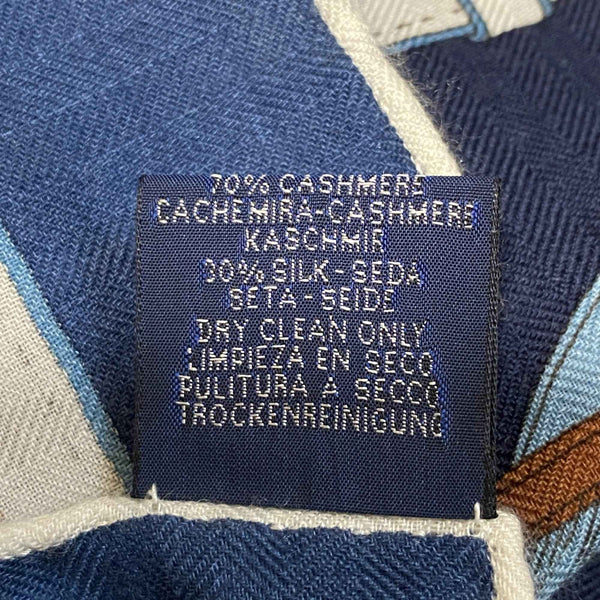 70% CASHMERE
CACHEMIRA-CASHMERE
KASCHMIR
30% SILK-SEDA
SETA-SEIDE
DRY CLEAN ONLY
LIMPIEZA EN SECO
PULITURA A SECCO
TROCKENREINIGUNG